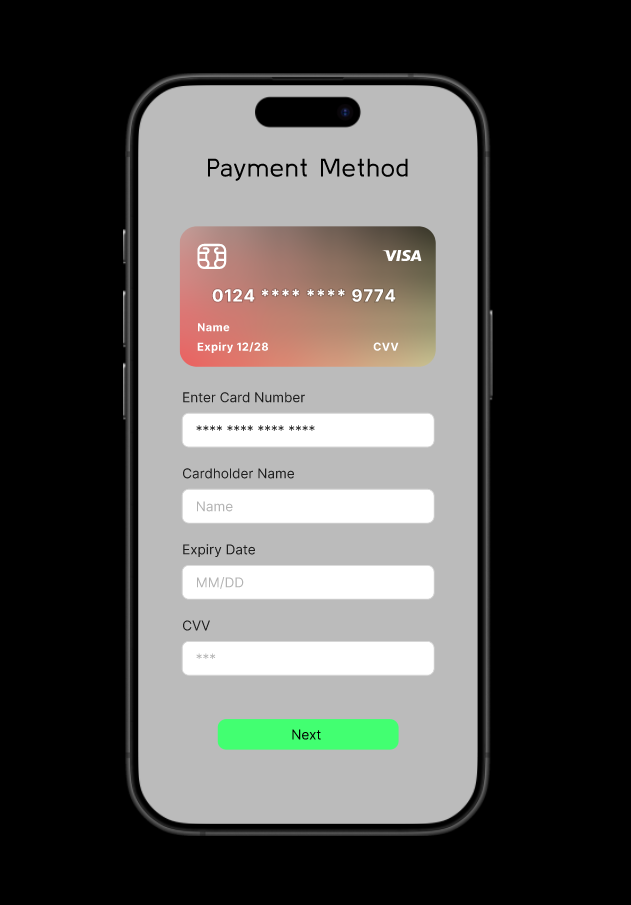 Payment Method
VISA
0124 **** **** 9774
Name
Expiry 12/28 CVV
Enter Card Number
**** **** **** ****
Cardholder Name
Name
Expiry Date
MM/DD
CVV
***
Next